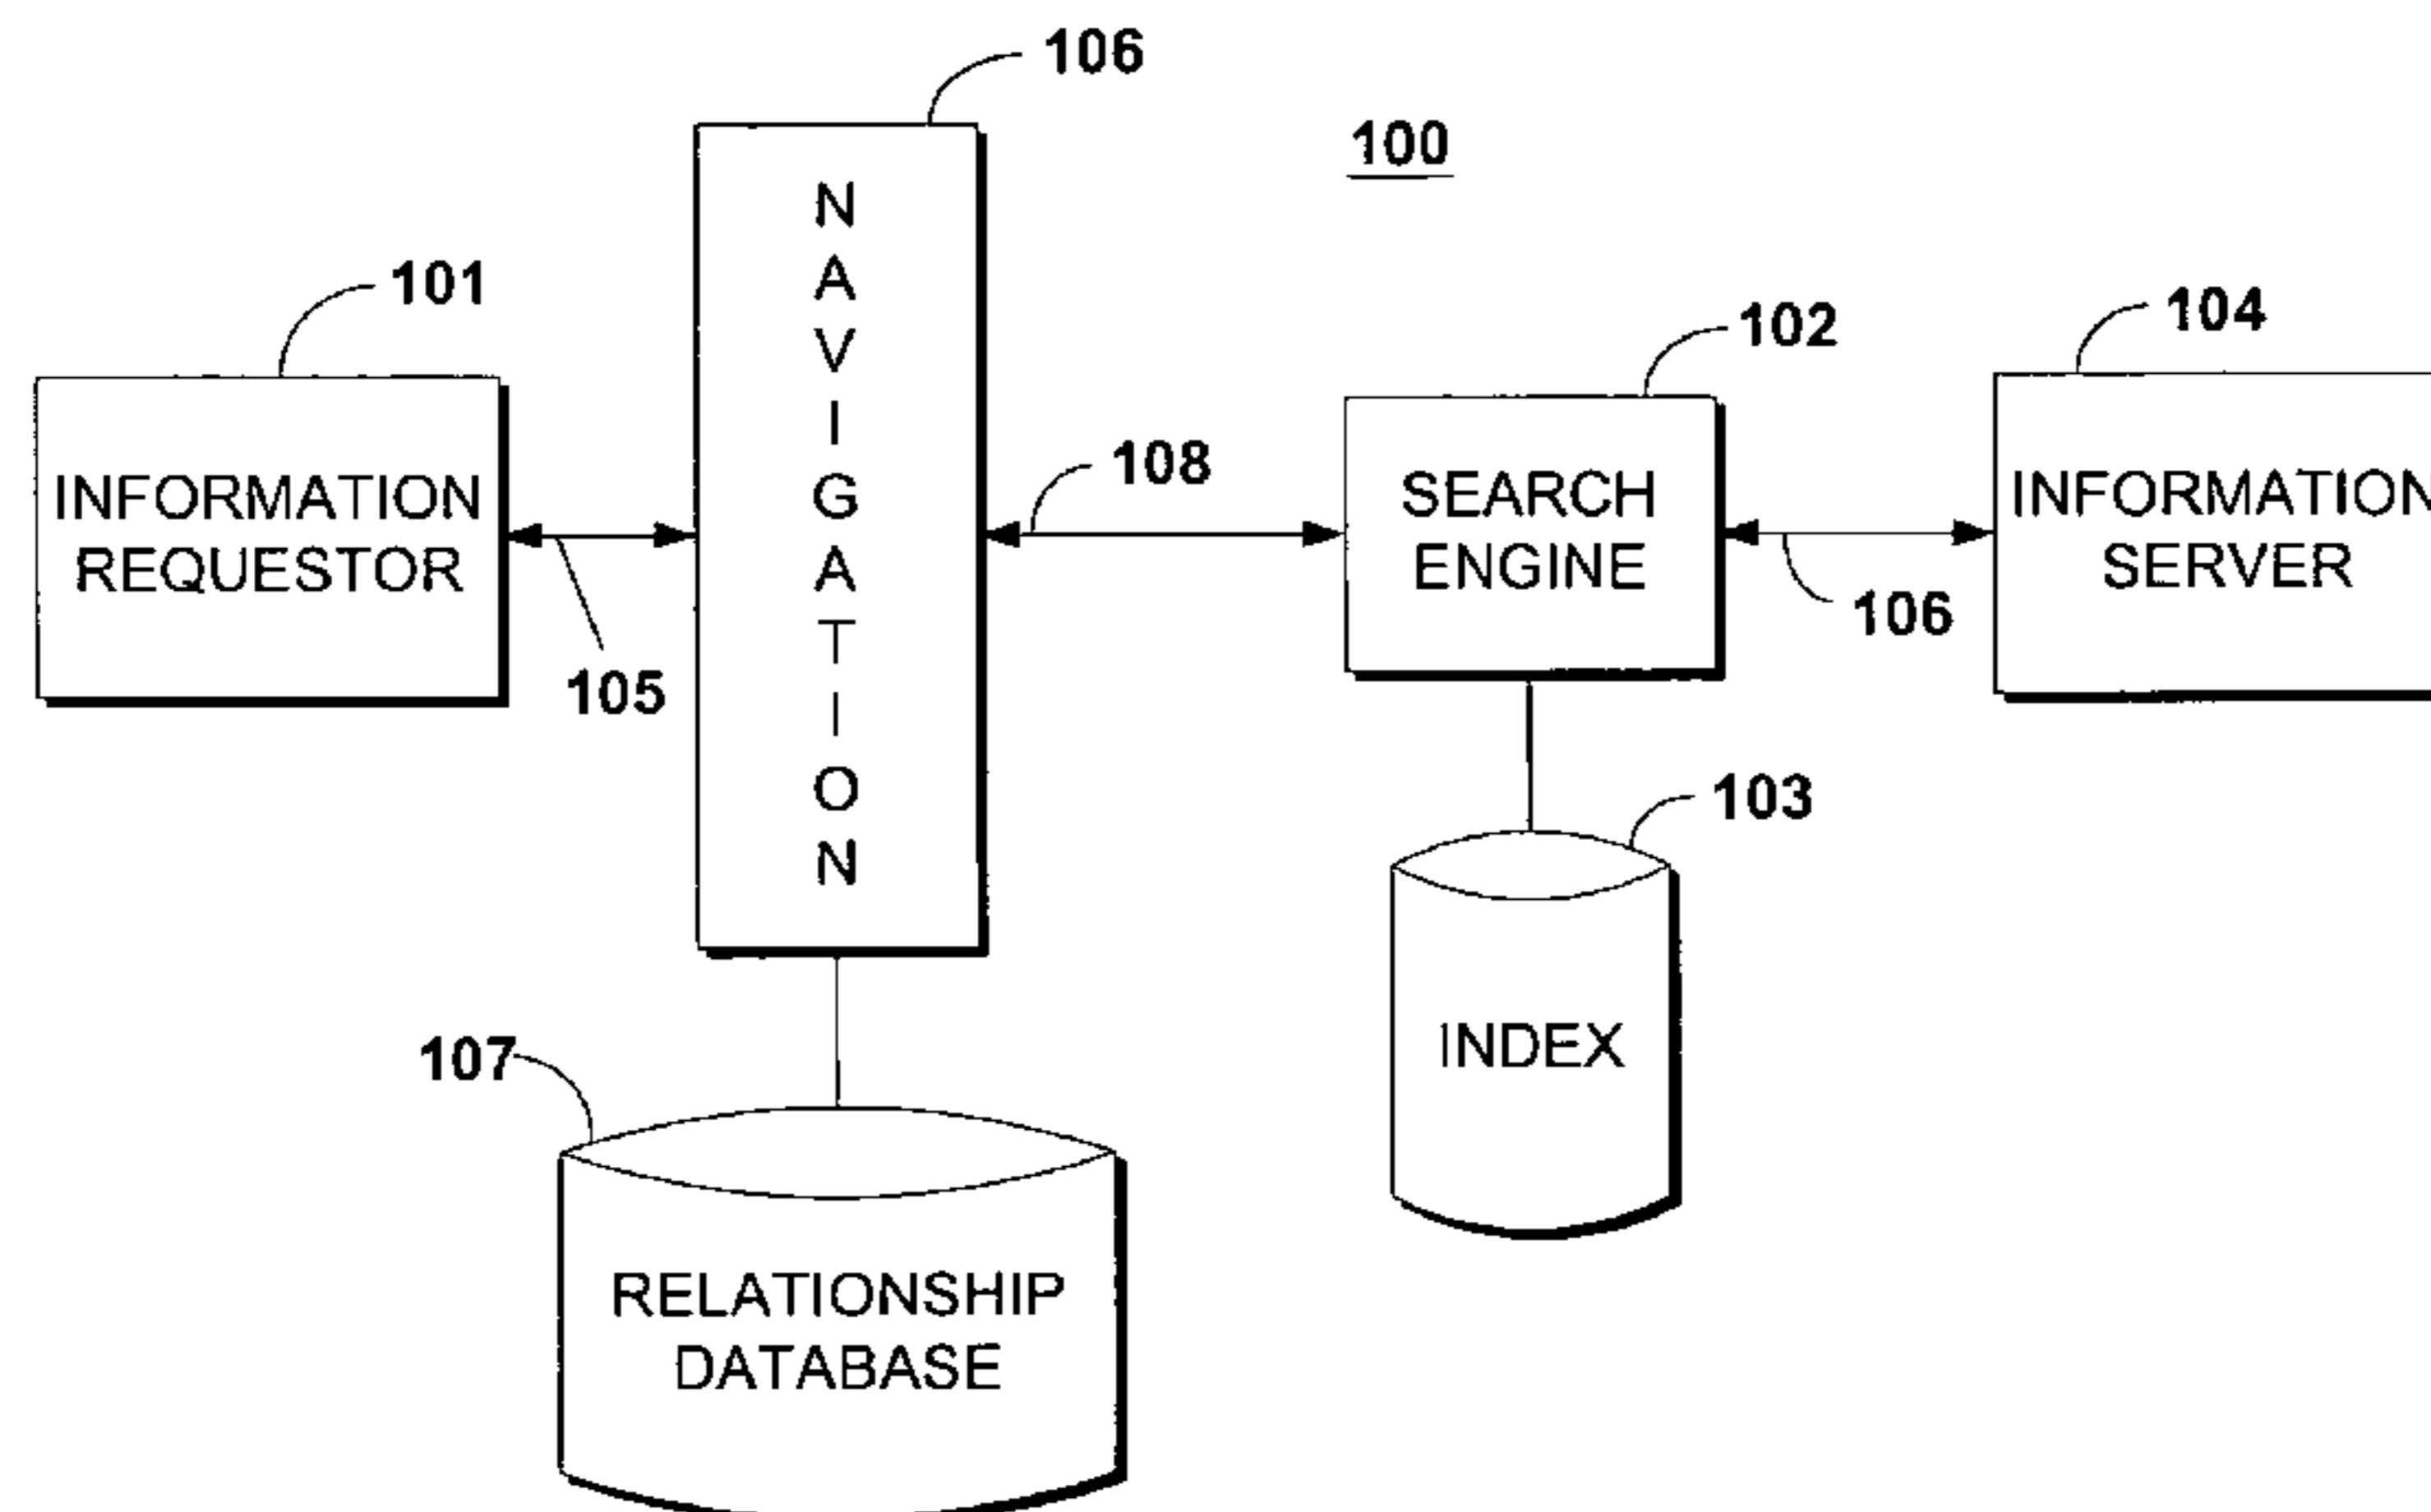 106
100
101
NAVIGATION
102
104
INFORMATION
REQUESTOR
108
SEARCH
ENGINE
INFORMATION
SERVER
106
105
103
INDEX
107
RELATIONSHIP
DATABASE